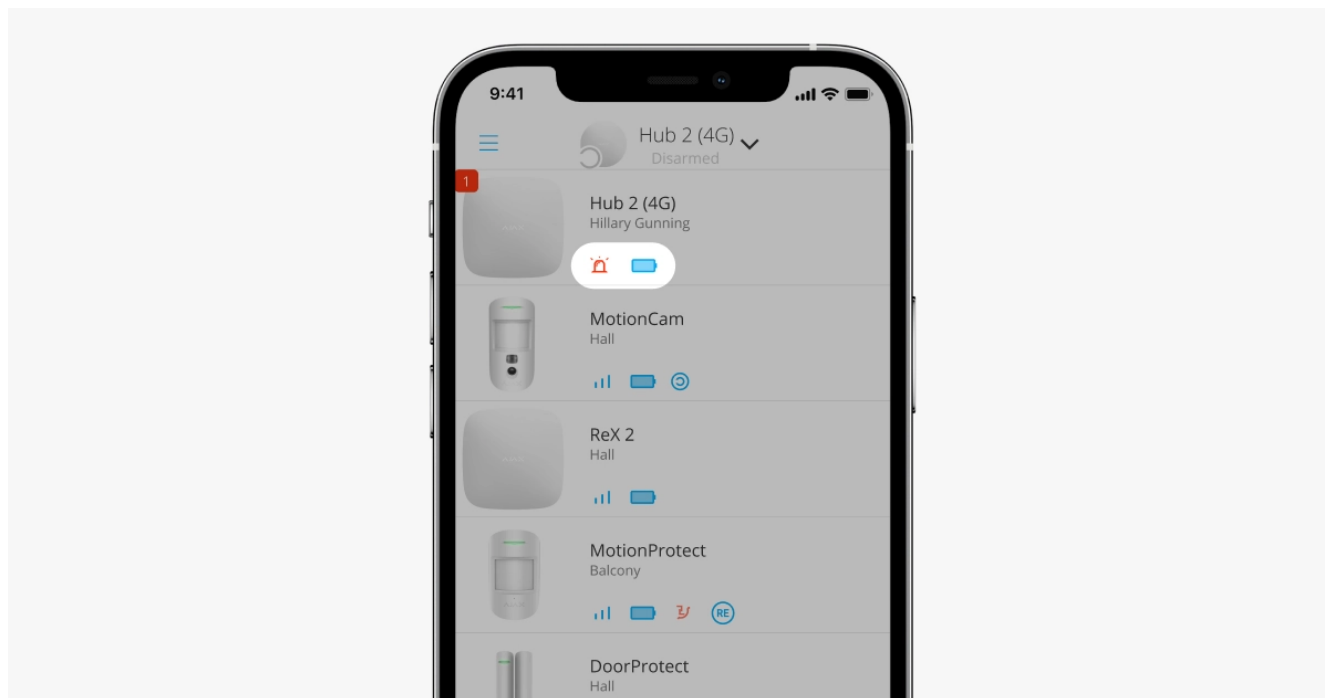 9:41
Hub 2 (4G)
Disarmed
1
Hub 2 (4G)
Hillary Gunning
MotionCam
Hall
ReX 2
Hall
MotionProtect
Balcony
RE
DoorProtect
Hall